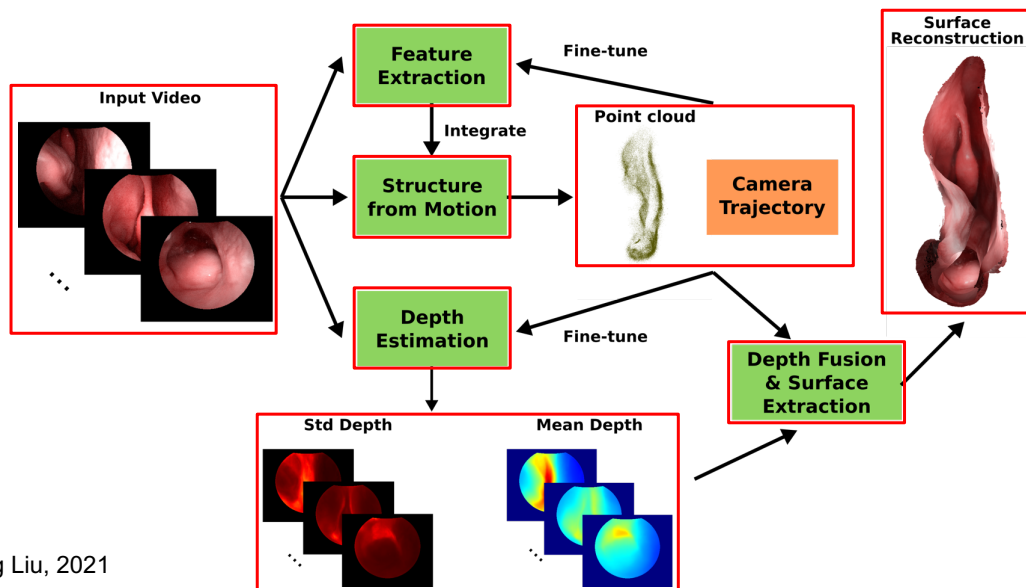 Surface
Reconstruction
Feature
Extraction
Fine-tune
Input Video
Integrate
Point cloud
Structure
from Motion
Camera
Trajectory
Depth
Estimation
Fine-tune
Depth Fusion
& Surface
Extraction
Std Depth
Mean Depth
Liu, 2021